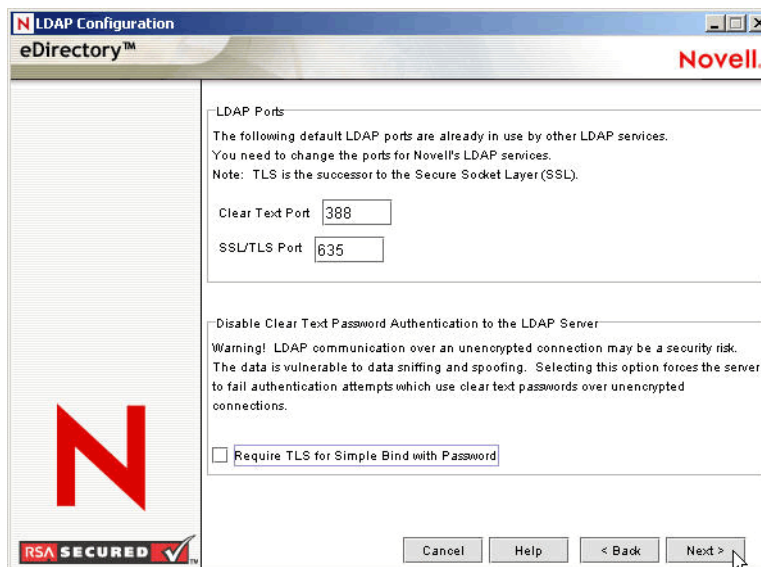 N LDAP Configuration
eDirectory™
Novell.
LDAP Ports
The following default LDAP ports are already in use by other LDAP services.
You need to change the ports for Novell's LDAP services.
Note: TLS is the successor to the Secure Socket Layer (SSL).
Clear Text Port 388
SSL/TLS Port 635
Disable Clear Text Password Authentication to the LDAP Server
Warning! LDAP communication over an unencrypted connection may be a security risk.
The data is vulnerable to data sniffing and spoofing. Selecting this option forces the server
to fail authentication attempts which use clear text passwords over unencrypted
connections.
Require TLS for Simple Bind with Password
N
RSA SECURED TM
Cancel Help < Back Next >